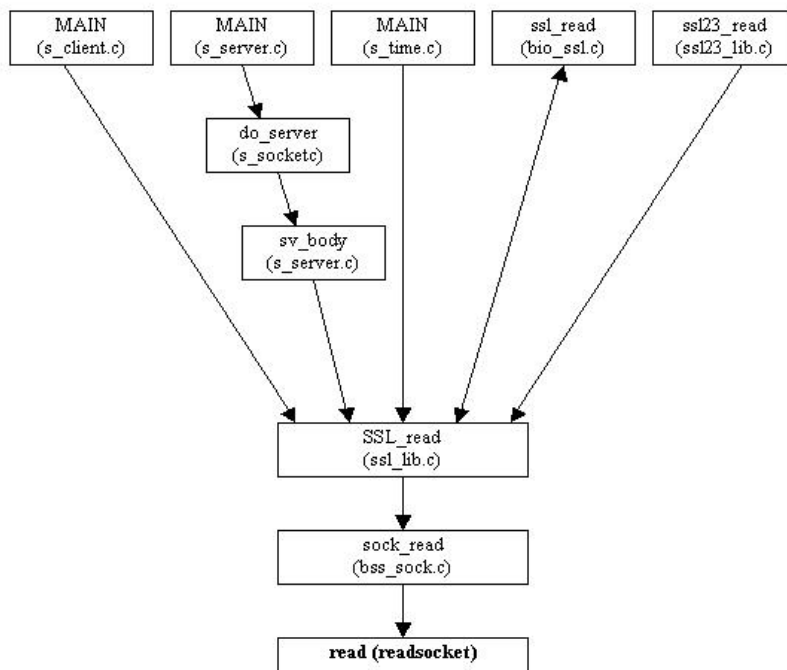 MAIN
(s_client.c)
MAIN
(s_server.c)
MAIN
(s_time.c)
ssl_read
(bio_ssl.c)
ssl23_read
(ssl23_lib.c)
do_server
(s_socketc)
sv_body
(s_server.c)
SSL_read
(ssl_lib.c)
sock_read
(bss_sock.c)
read (readsocket)